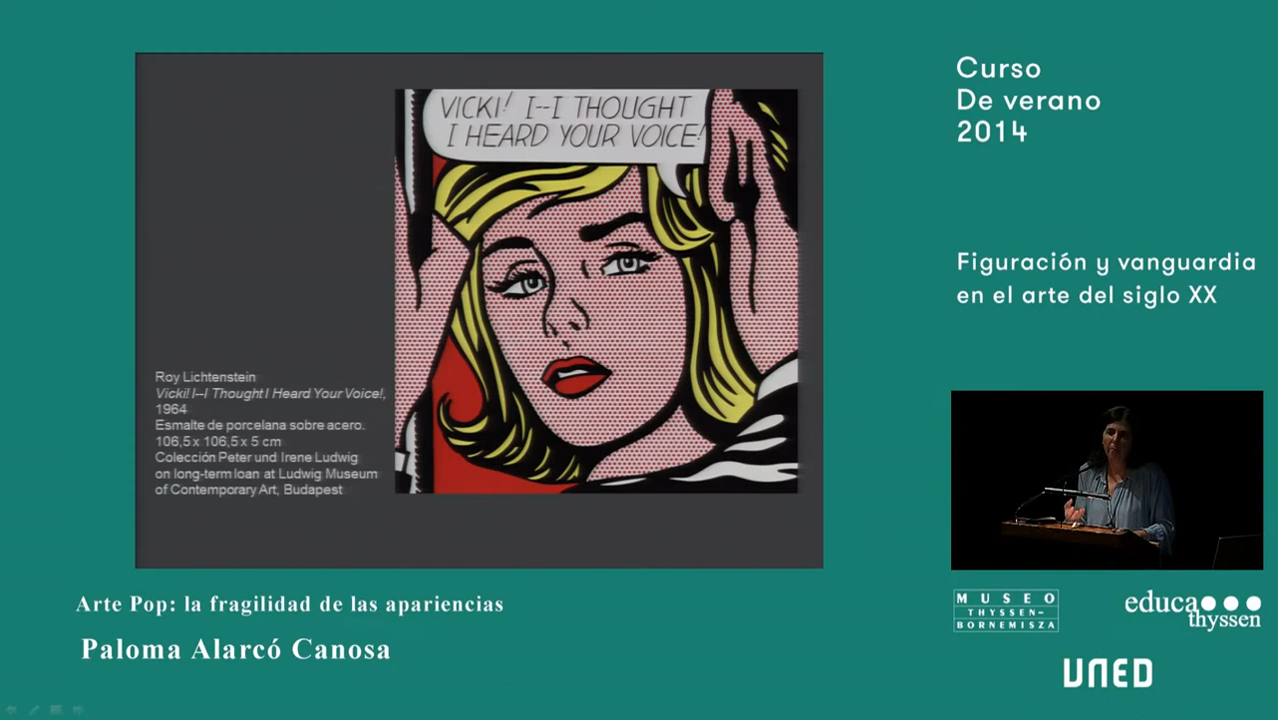 VICKI! I--I THOUGHT
I HEARD YOUR VOICE!
Roy Lichtenstein
Vicki! I--I Thought I Heard Your Voice!,
1964
Esmalte de porcelana sobre acero.
106,5 x 106,5 x 5 cm
Colección Peter und Irene Ludwig
on long-term loan at Ludwig Museum
of Contemporary Art, Budapest
Arte Pop: la fragilidad de las apariencias
Paloma Alarcó Canosa
Curso
De verano
2014
Figuración y vanguardia
en el arte del siglo XX
MUSEO
THYSSEN-
BORNEMISZA
educa
thyssen
UNED